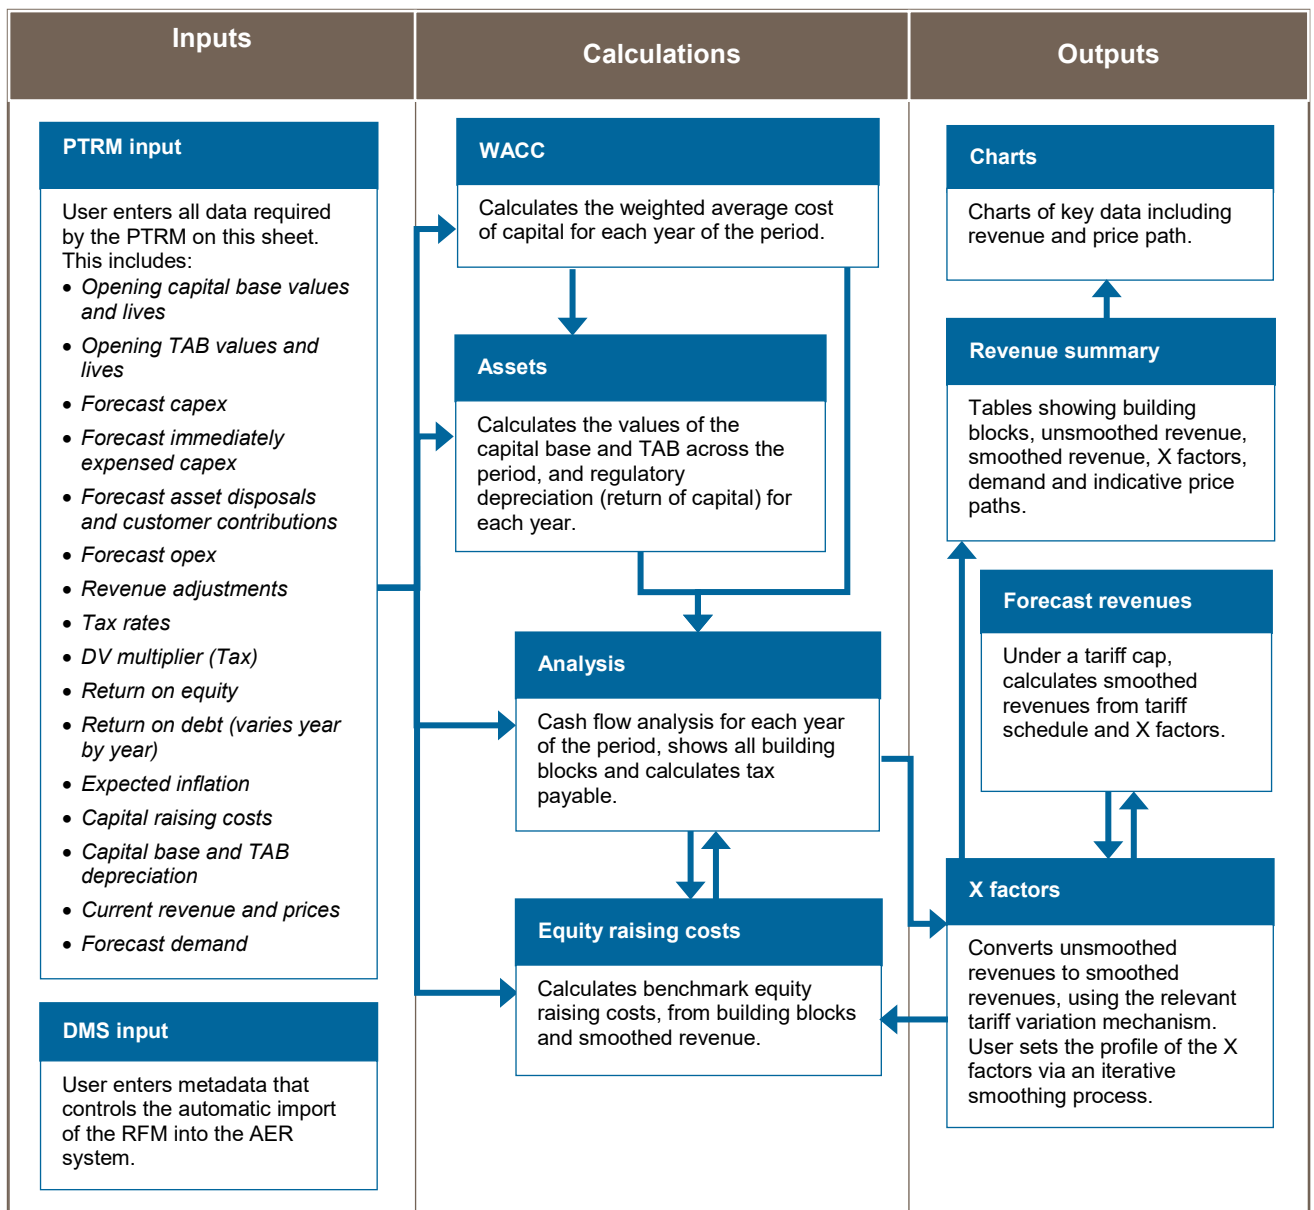 Inputs
Calculations
Outputs
PTRM input
User enters all data required
by the PTRM on this sheet.
This includes:
• Opening capital base values
and lives
• Opening TAB values and
lives
• Forecast capex
• Forecast immediately
expensed capex
• Forecast asset disposals
and customer contributions
• Forecast opex
• Revenue adjustments
• Tax rates
• DV multiplier (Tax)
• Return on equity
• Return on debt (varies year
by year)
• Expected inflation
• Capital raising costs
• Capital base and TAB
depreciation
• Current revenue and prices
• Forecast demand
DMS input
User enters metadata that
controls the automatic import
of the RFM into the AER
system.
WACC
Calculates the weighted average cost
of capital for each year of the period.
Assets
Calculates the values of the
capital base and TAB across the
period, and regulatory
depreciation (return of capital) for
each year.
Analysis
Cash flow analysis for each year
of the period, shows all building
blocks and calculates tax
payable.
Equity raising costs
Calculates benchmark equity
raising costs, from building blocks
and smoothed revenue.
Charts
Charts of key data including
revenue and price path.
Revenue summary
Tables showing building
blocks, unsmoothed revenue,
smoothed revenue, X factors,
demand and indicative price
paths.
Forecast revenues
Under a tariff cap,
calculates smoothed
revenues from tariff
schedule and X factors.
X factors
Converts unsmoothed
revenues to smoothed
revenues, using the relevant
tariff variation mechanism.
User sets the profile of the X
factors via an iterative
smoothing process.